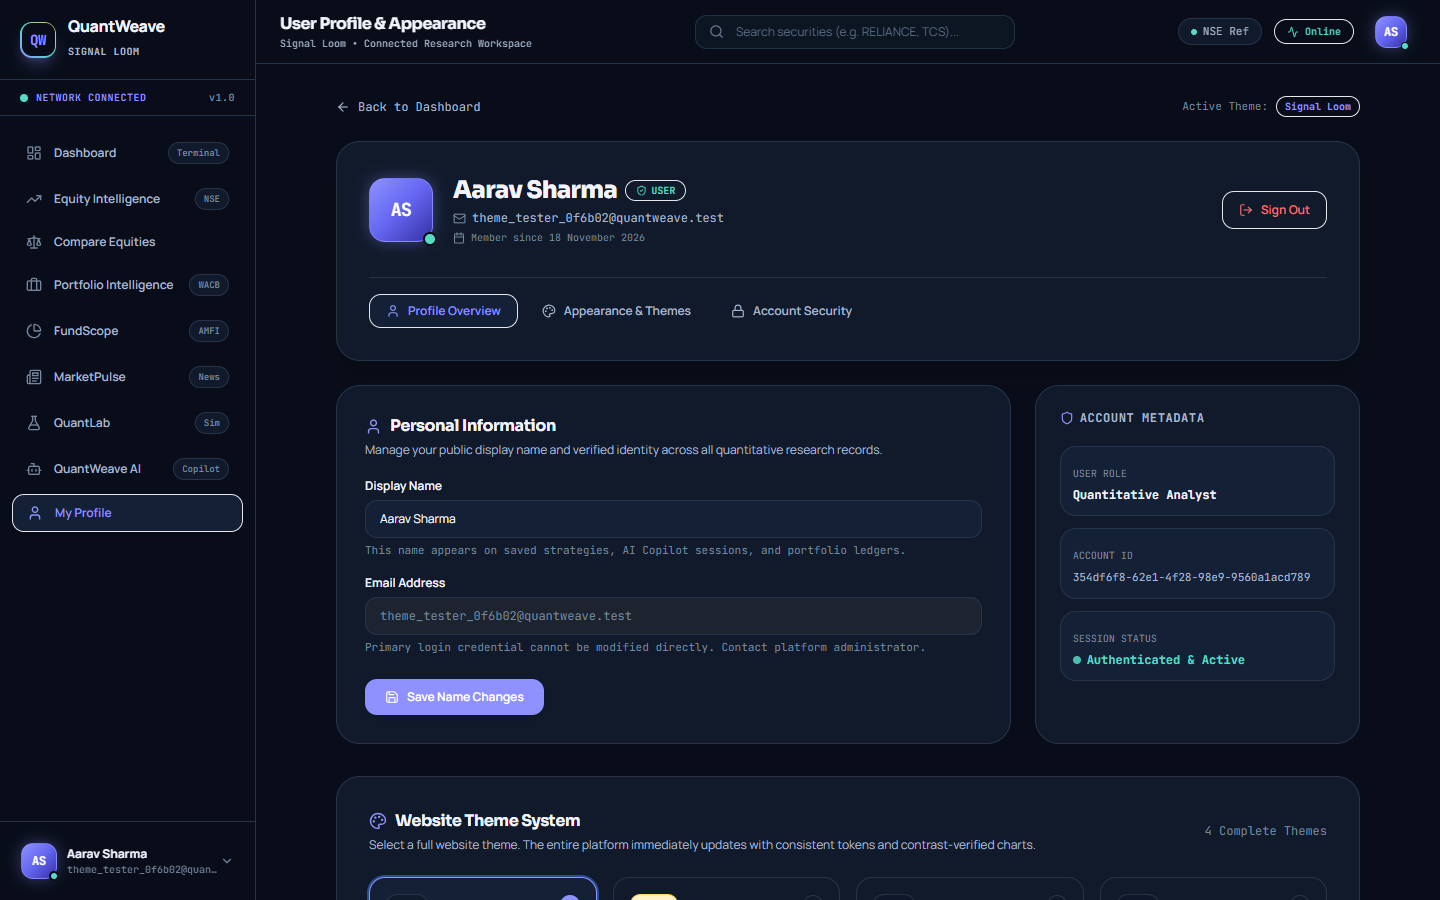 QW
QuantWeave
SIGNAL LOOM
User Profile & Appearance
Signal Loom • Connected Research Workspace
Search securities (e.g. RELIANCE, TCS)...
NSE Ref
Online
AS
NETWORK CONNECTED
v1.0
Dashboard
Terminal
Equity Intelligence
NSE
Compare Equities
Portfolio Intelligence
WACB
FundScope
AMFI
MarketPulse
News
QuantLab
Sim
QuantWeave AI
Copilot
My Profile
AS
Aarav Sharma
theme_tester_0f6b02@quan...
Back to Dashboard
Active Theme:
Signal Loom
AS
Aarav Sharma
USER
theme_tester_0f6b02@quantweave.test
Member since 18 November 2026
Sign Out
Profile Overview
Appearance & Themes
Account Security
Personal Information
Manage your public display name and verified identity across all quantitative research records.
Display Name
Aarav Sharma
This name appears on saved strategies, AI Copilot sessions, and portfolio ledgers.
Email Address
theme_tester_0f6b02@quantweave.test
Primary login credential cannot be modified directly. Contact platform administrator.
Save Name Changes
ACCOUNT METADATA
USER ROLE
Quantitative Analyst
ACCOUNT ID
354df6f8-62e1-4f28-98e9-9560a1acd789
SESSION STATUS
Authenticated & Active
Website Theme System
Select a full website theme. The entire platform immediately updates with consistent tokens and contrast-verified charts.
4 Complete Themes